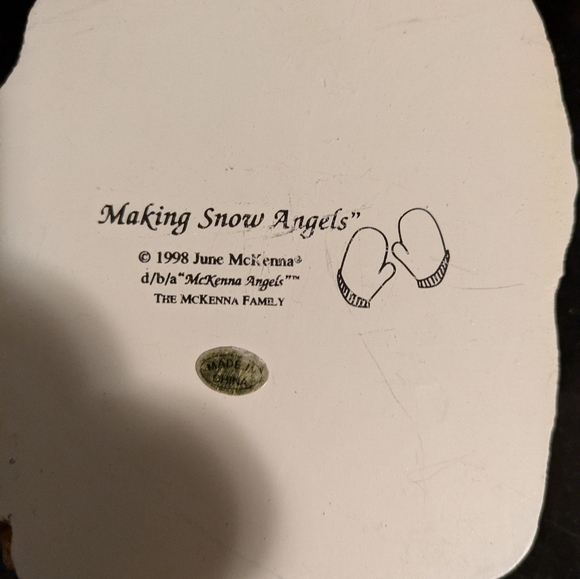 Making Snow Angels”
© 1998 June McKenna®
d/b/a“McKenna Angels”™
THE MCKENNA FAMILY
MADE IN
CHINA